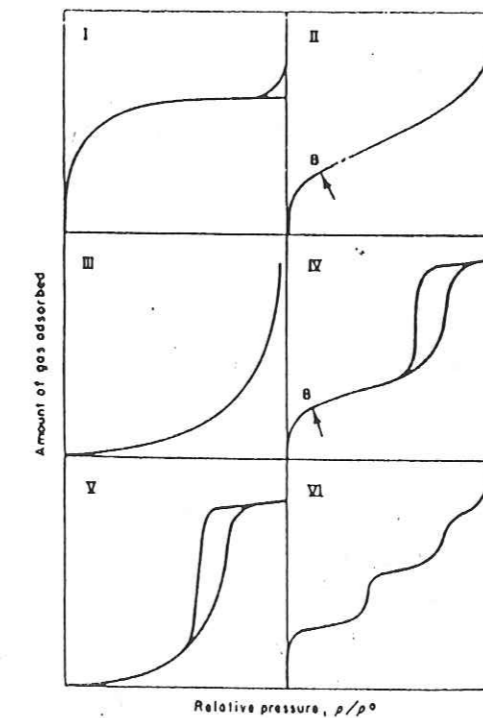 I
II
B
III
IV
B
V
VI
Amount of gas adsorbed
Relative pressure, p/p°